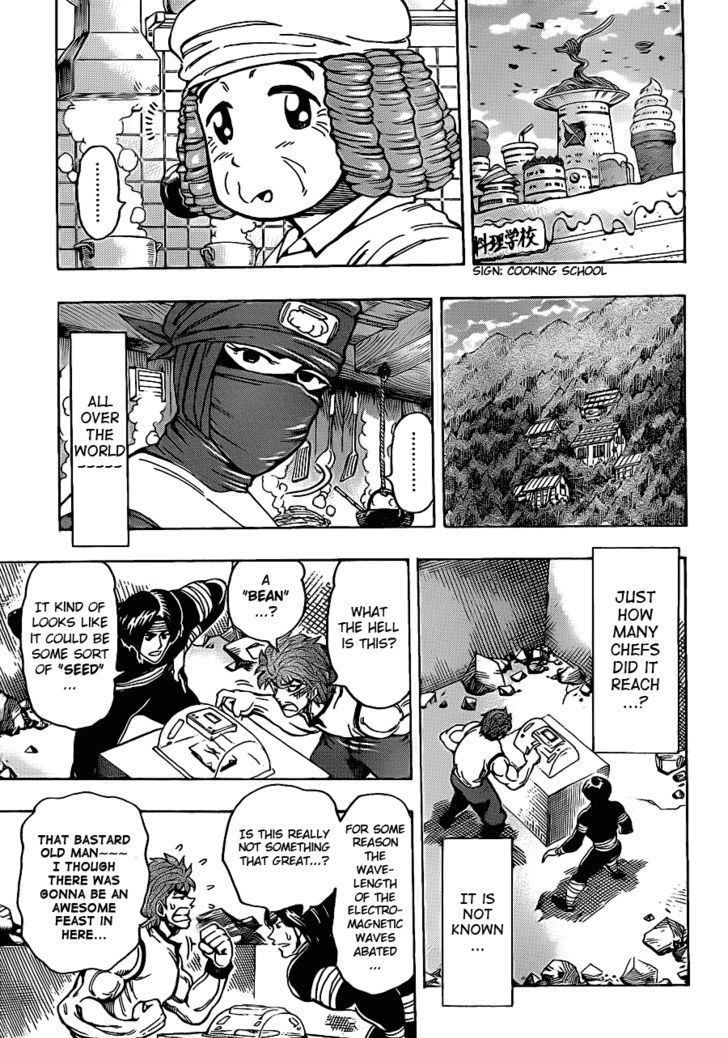 料理学校
SIGN: COOKING SCHOOL
.........
.........
ALL
OVER
THE
WORLD
~~~~~
JUST
HOW
MANY
CHEFS
DID IT
REACH
...?
IT IS
NOT
KNOWN
...
WHAT
THE HELL
IS THIS?
A
"BEAN"
...?
IT KIND OF
LOOKS LIKE
IT COULD BE
SOME SORT
OF "SEED"
...
FOR SOME
REASON
THE
WAVE-
LENGTH
OF THE
ELECTRO-
MAGNETIC
WAVES
ABATED
...
IS THIS REALLY
NOT SOMETHING
THAT GREAT...?
THAT BASTARD
OLD MAN~~~
I THOUGH
THERE WAS
GONNA BE AN
AWESOME
FEAST IN
HERE...